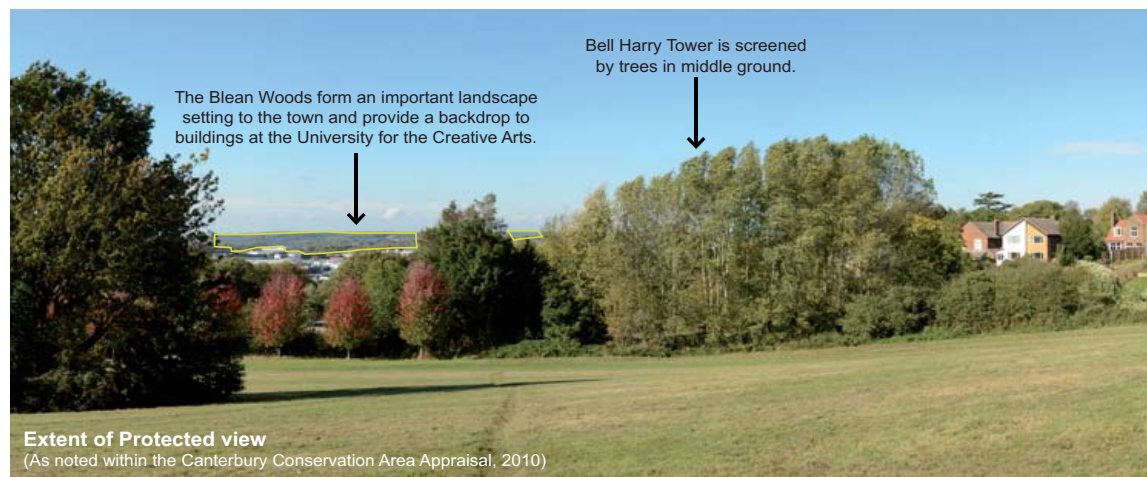 Bell Harry Tower is screened
by trees in middle ground.
The Blean Woods form an important landscape
setting to the town and provide a backdrop to
buildings at the University for the Creative Arts.
Extent of Protected view
(As noted within the Canterbury Conservation Area Appraisal, 2010)